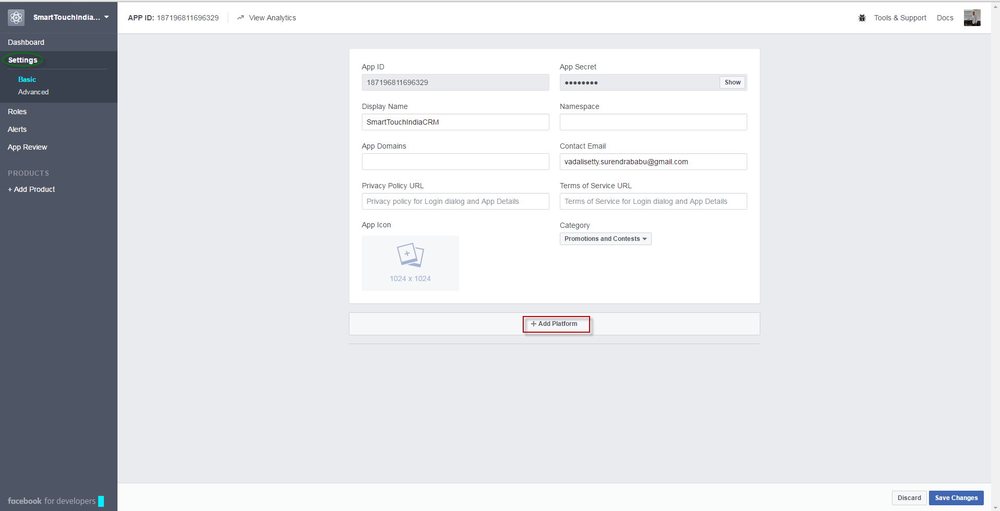 SmartTouchIndia...
APP ID: 187196811696329
View Analytics
Tools & Support
Docs
Dashboard
Settings
Basic
Advanced
Roles
Alerts
App Review
PRODUCTS
+ Add Product
App ID
187196811696329
App Secret
●●●●●●●●
Show
Display Name
SmartTouchIndiaCRM
Namespace
App Domains
Contact Email
vadalisetty.surendrababu@gmail.com
Privacy Policy URL
Privacy policy for Login dialog and App Details
Terms of Service URL
Terms of Service for Login dialog and App Details
App Icon
1024 x 1024
Category
Promotions and Contests
+ Add Platform
facebook for developers
Discard
Save Changes